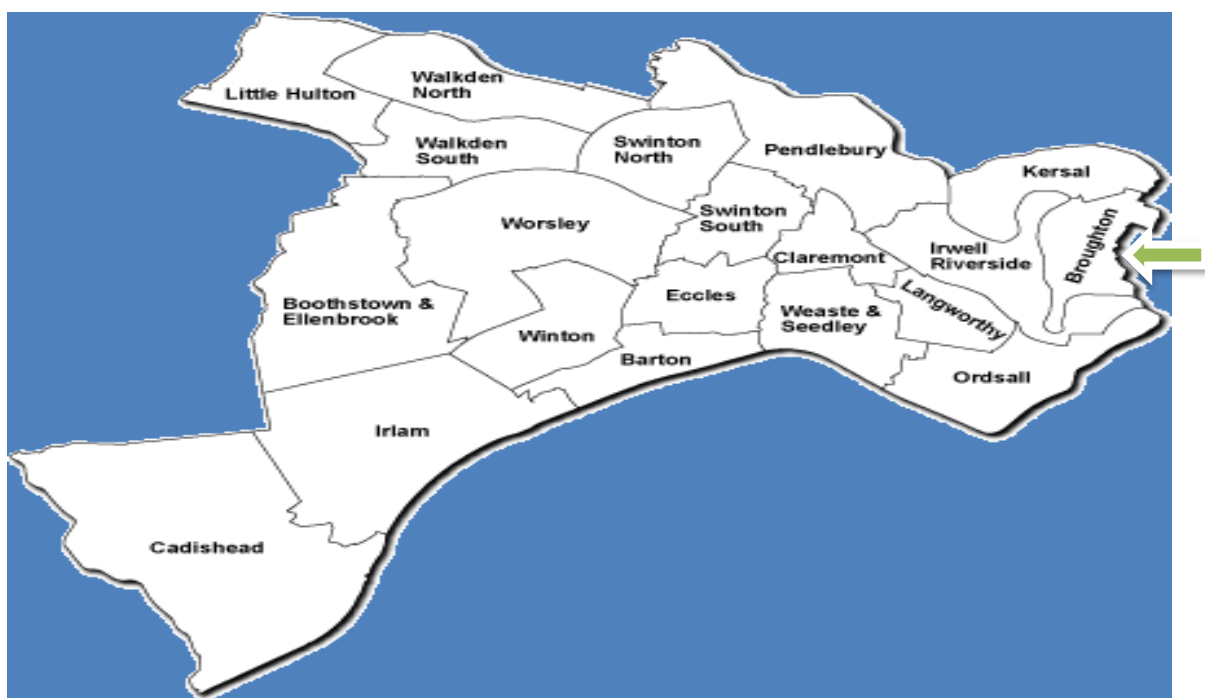 Walkden
North
Little Hulton
Walkden
South
Swinton
North
Pendlebury
Kersal
Worsley
Swinton
South
Broughton
Irwell
Riverside
Claremont
Boothstown &
Ellenbrook
Eccles
Langworthy
Weaste &
Seedley
Winton
Barton
Ordsall
Irlam
Cadishead